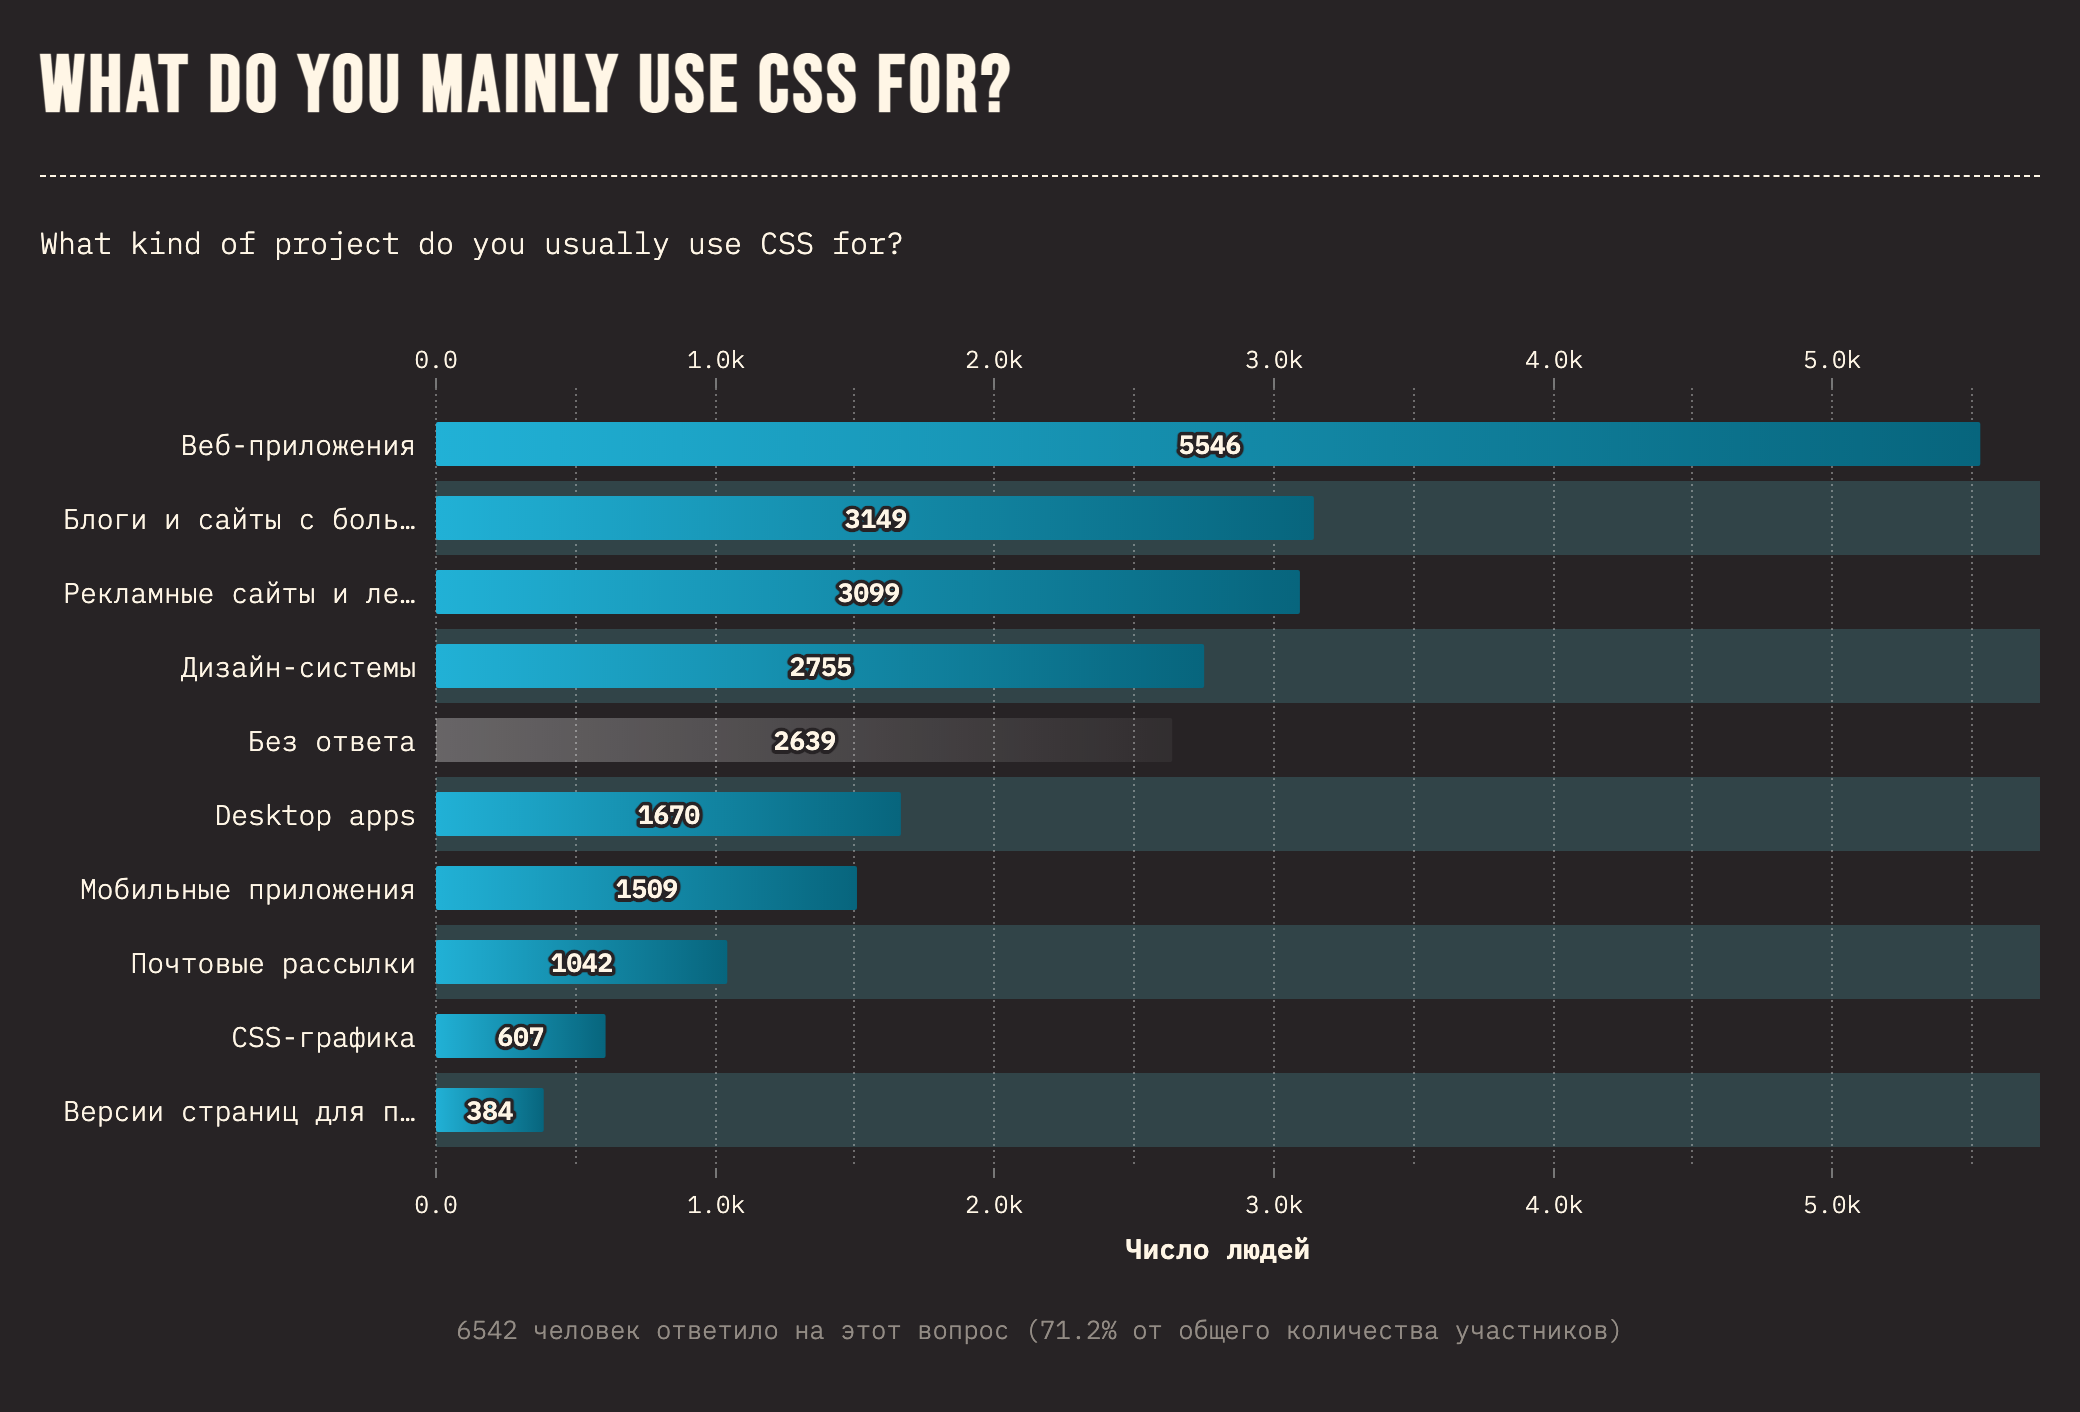 WHAT DO YOU MAINLY USE CSS FOR?
What kind of project do you usually use CSS for?
0.0 1.0k 2.0k 3.0k 4.0k 5.0k
Веб-приложения 5546
Блоги и сайты с боль… 3149
Рекламные сайты и ле… 3099
Дизайн-системы 2755
Без ответа 2639
Desktop apps 1670
Мобильные приложения 1509
Почтовые рассылки 1042
CSS-графика 607
Версии страниц для п… 384
0.0 1.0k 2.0k 3.0k 4.0k 5.0k
Число людей
6542 человек ответило на этот вопрос (71.2% от общего количества участников)